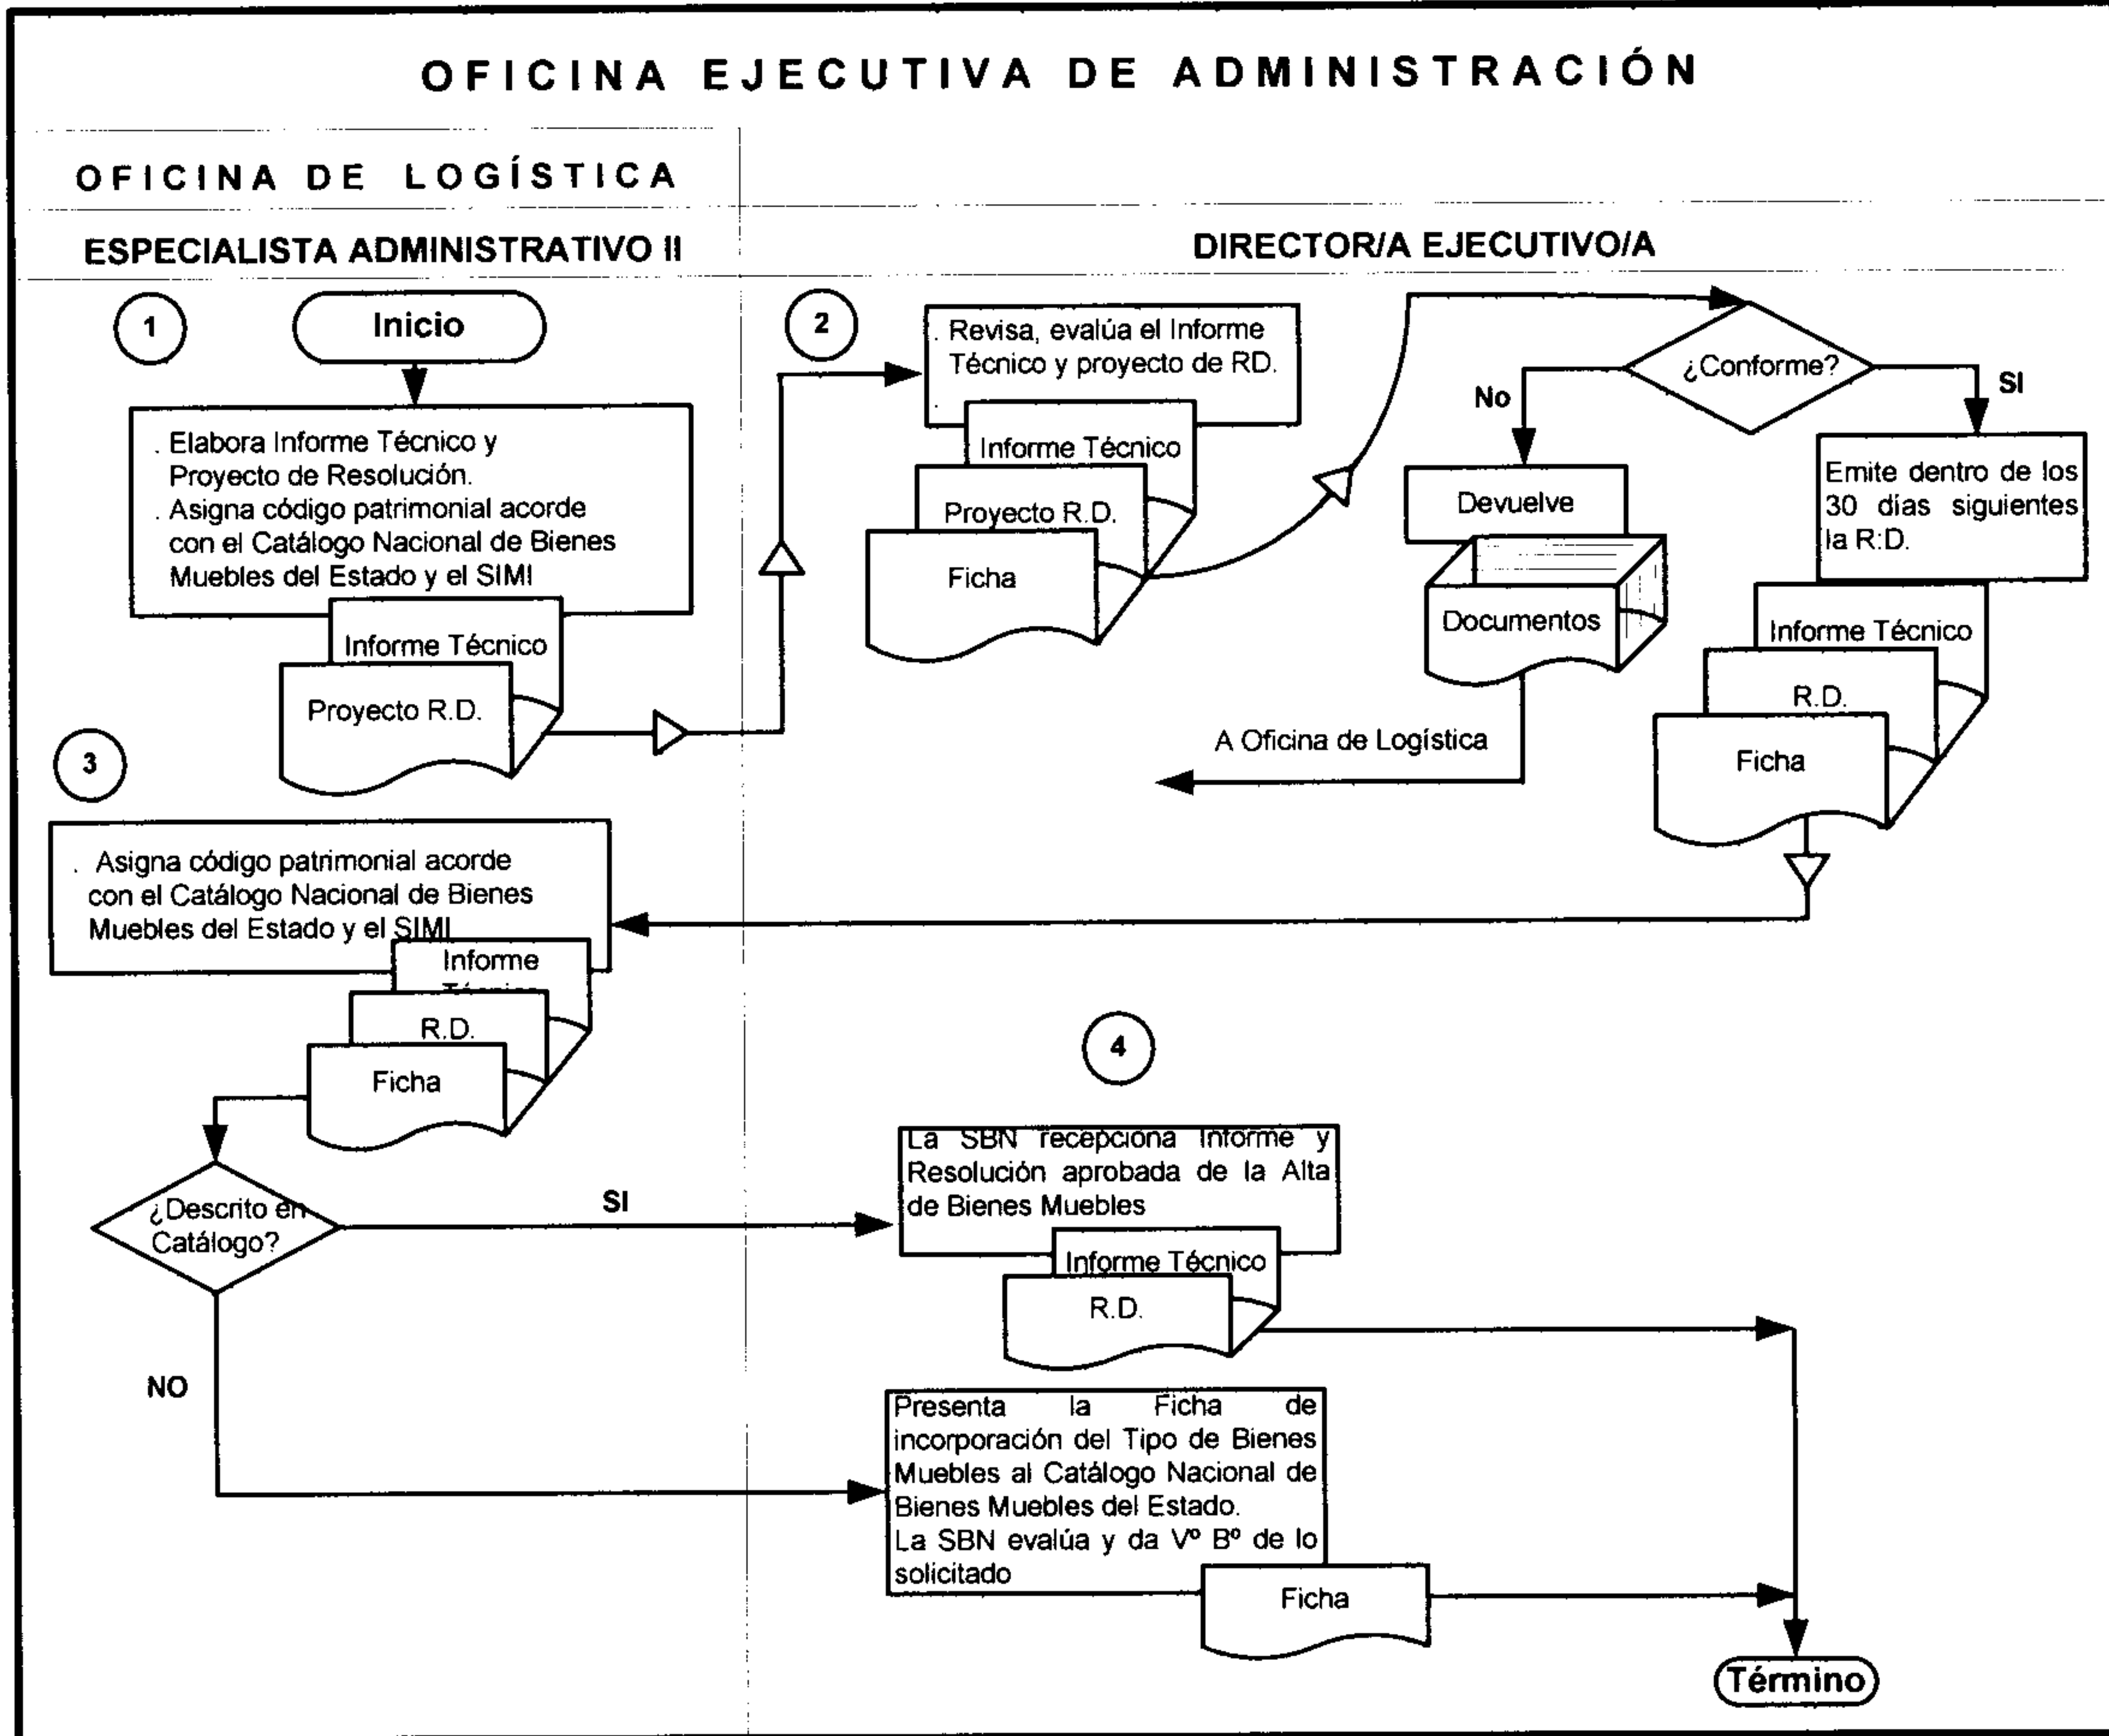 OFICINA EJECUTIVA DE ADMINISTRACIÓN
OFICINA DE LOGÍSTICA
ESPECIALISTA ADMINISTRATIVO II
DIRECTOR/A EJECUTIVO/A
1
Inicio
. Elabora Informe Técnico y
Proyecto de Resolución.
. Asigna código patrimonial acorde
con el Catálogo Nacional de Bienes
Muebles del Estado y el SIMI
Informe Técnico
Proyecto R.D.
2
. Revisa, evalúa el Informe
Técnico y proyecto de RD.
.
Informe Técnico
Proyecto R.D.
Ficha
¿Conforme?
No
SI
Devuelve
Documentos
A Oficina de Logística
Emite dentro de los
30 días siguientes
la R:D.
Informe Técnico
R.D.
Ficha
3
. Asigna código patrimonial acorde
con el Catálogo Nacional de Bienes
Muebles del Estado y el SIMI
Informe
R.D.
Ficha
¿Descrito en
Catálogo?
SI
NO
4
La SBN recepciona Informe y
Resolución aprobada de la Alta
de Bienes Muebles
Informe Técnico
R.D.
Presenta la Ficha de
incorporación del Tipo de Bienes
Muebles al Catálogo Nacional de
Bienes Muebles del Estado.
La SBN evalúa y da Vº Bº de lo
solicitado
Ficha
Término